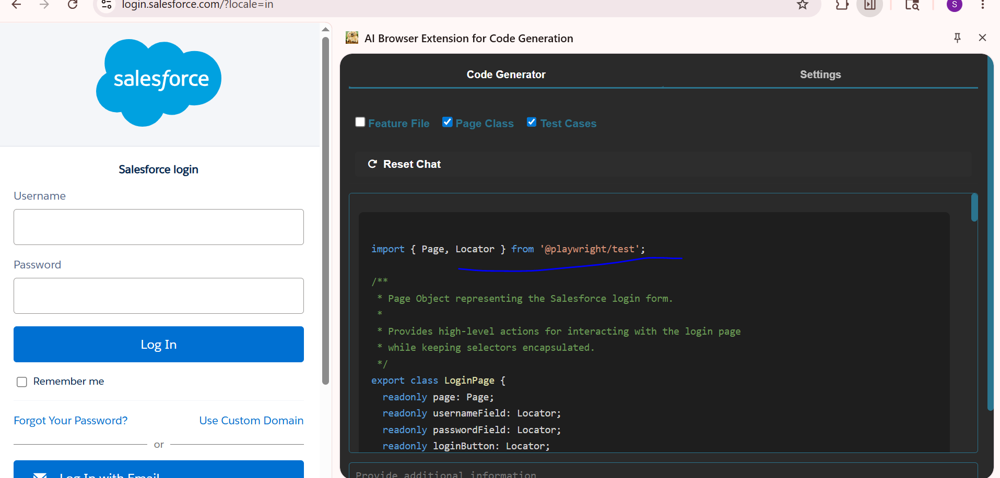 login.salesforce.com/?locale=in
S
salesforce
Salesforce login
Username
Password
Log In
Remember me
Forgot Your Password?
Use Custom Domain
or
Log In with Email
AI Browser Extension for Code Generation
Code Generator
Settings
Feature File
Page Class
Test Cases
Reset Chat
import { Page, Locator } from '@playwright/test';
/**
* Page Object representing the Salesforce login form.
*
* Provides high-level actions for interacting with the login page
* while keeping selectors encapsulated.
*/
export class LoginPage {
readonly page: Page;
readonly usernameField: Locator;
readonly passwordField: Locator;
readonly loginButton: Locator;
Provide additional information